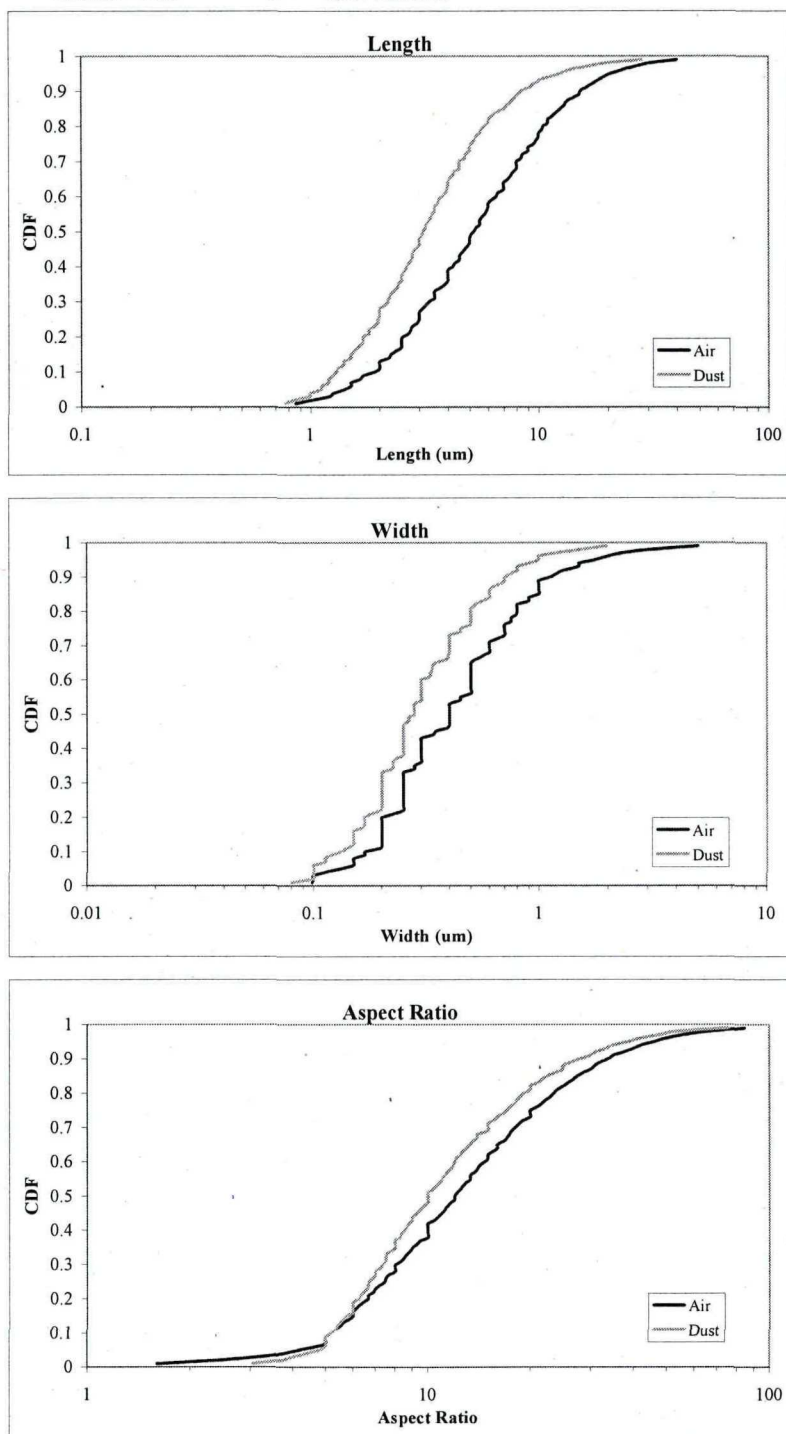 Length
1
0.9
0.8
0.7
0.6
0.5
0.4
0.3
0.2
0.1
0
CDF
Air
Dust
0.1 1 10 100
Length (um)
Width
1
0.9
0.8
0.7
0.6
0.5
0.4
0.3
0.2
0.1
0
CDF
Air
Dust
0.01 0.1 1 10
Width (um)
Aspect Ratio
1
0.9
0.8
0.7
0.6
0.5
0.4
0.3
0.2
0.1
0
CDF
Air
Dust
1 10 100
Aspect Ratio